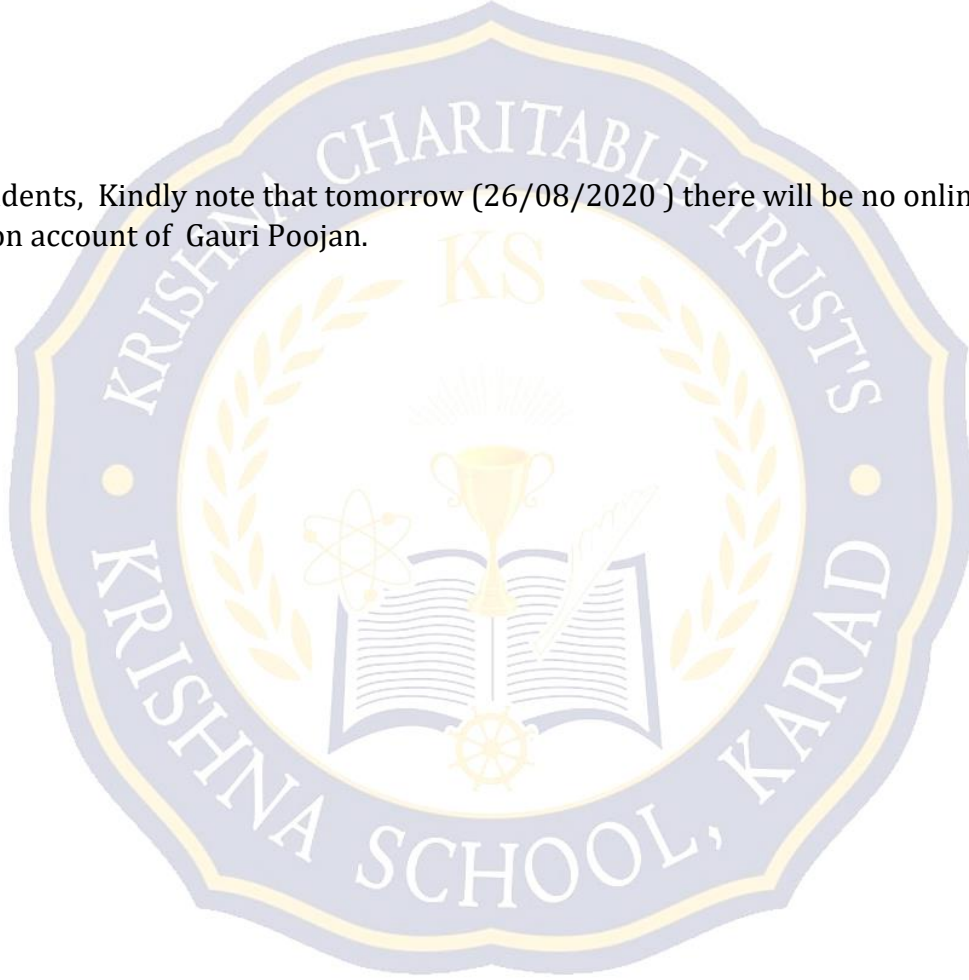 dents, Kindly note that tomorrow (26/08/2020 ) there will be no onlin
on account of Gauri Poojan.
KRISHNA CHARITABLE TRUST'S
KS
KRISHNA SCHOOL, KARAD